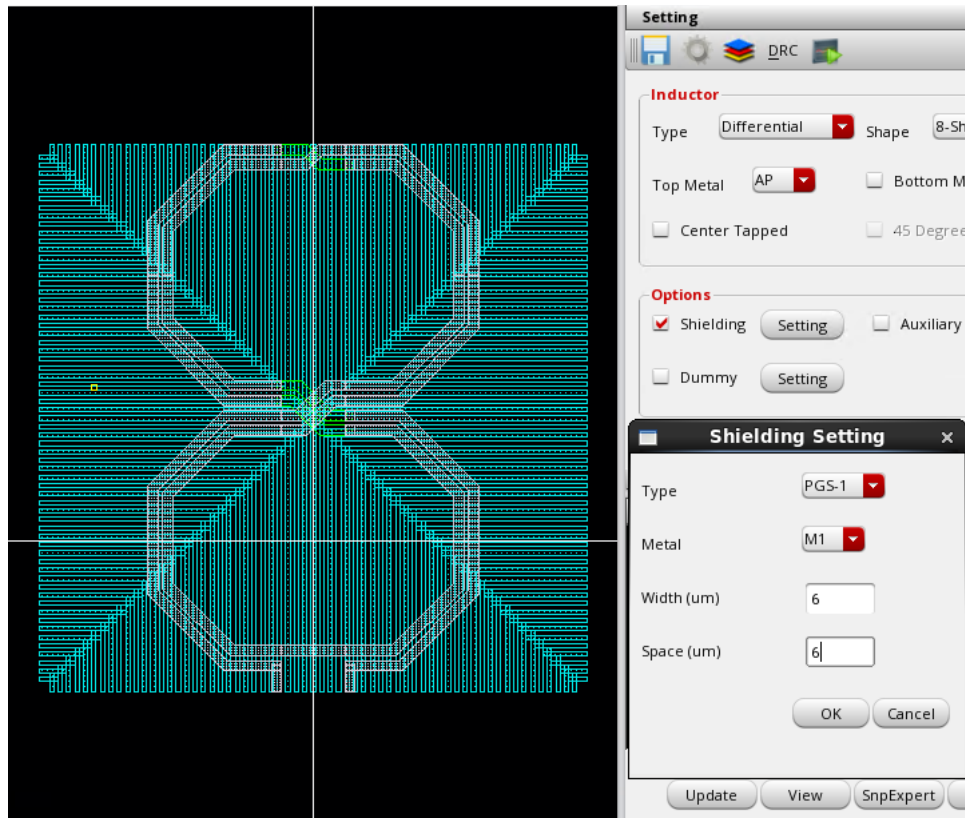 Setting
DRC
Inductor
Type Differential Shape 8-Sh
Top Metal AP Bottom M
Center Tapped 45 Degree
Options
Shielding Setting Auxiliary
Dummy Setting
Shielding Setting
Type PGS-1
Metal M1
Width (um) 6
Space (um) 6
OK Cancel
Update View SnpExpert